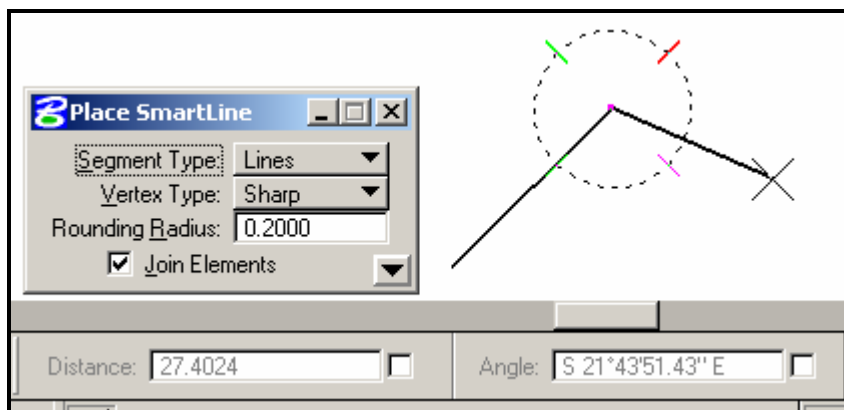 Place SmartLine
Segment Type: Lines
Vertex Type: Sharp
Rounding Radius: 0.2000
Join Elements
Distance: 27.4024
Angle: S 21°43'51.43'' E